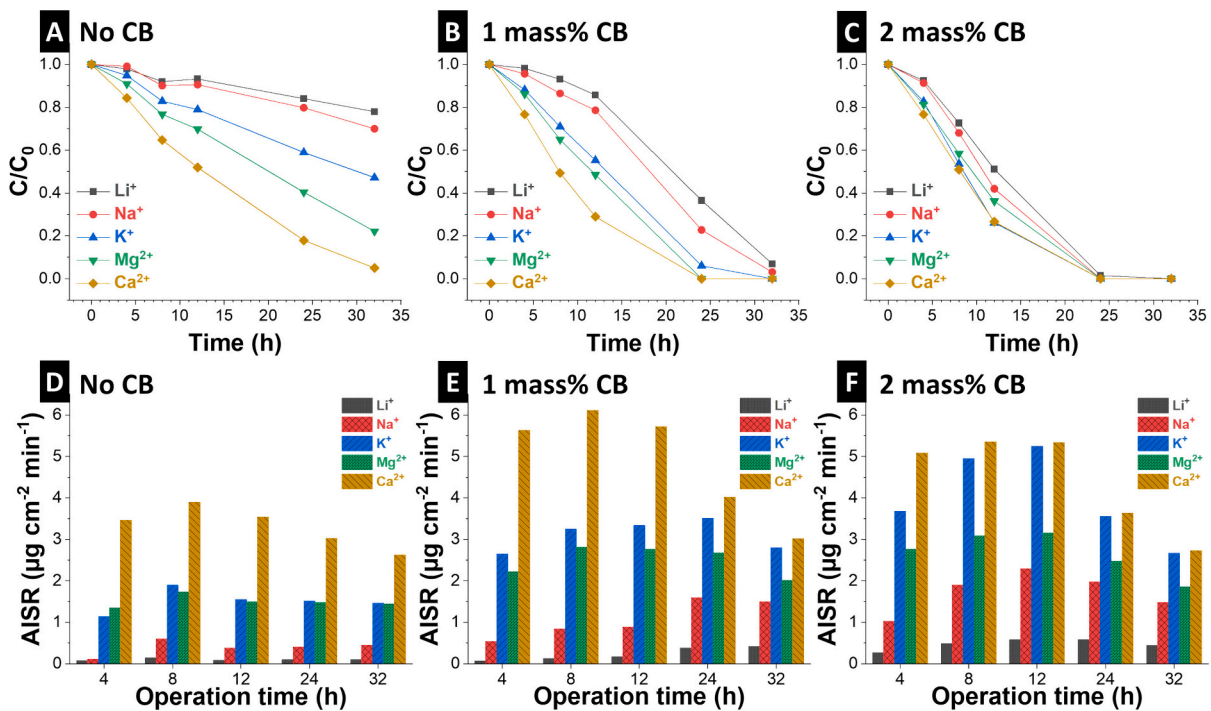 A No CB
C/C₀
1.0
0.8
0.6
0.4
0.2
0.0
Li⁺
Na⁺
K⁺
Mg²⁺
Ca²⁺
0 5 10 15 20 25 30 35
Time (h)
B 1 mass% CB
C/C₀
1.0
0.8
0.6
0.4
0.2
0.0
Li⁺
Na⁺
K⁺
Mg²⁺
Ca²⁺
0 5 10 15 20 25 30 35
Time (h)
C 2 mass% CB
C/C₀
1.0
0.8
0.6
0.4
0.2
0.0
Li⁺
Na⁺
K⁺
Mg²⁺
Ca²⁺
0 5 10 15 20 25 30 35
Time (h)
D No CB
AISR (µg cm⁻² min⁻¹)
6
5
4
3
2
1
0
Li⁺
Na⁺
K⁺
Mg²⁺
Ca²⁺
4 8 12 24 32
Operation time (h)
E 1 mass% CB
AISR (µg cm⁻² min⁻¹)
6
5
4
3
2
1
0
Li⁺
Na⁺
K⁺
Mg²⁺
Ca²⁺
4 8 12 24 32
Operation time (h)
F 2 mass% CB
AISR (µg cm⁻² min⁻¹)
6
5
4
3
2
1
0
Li⁺
Na⁺
K⁺
Mg²⁺
Ca²⁺
4 8 12 24 32
Operation time (h)